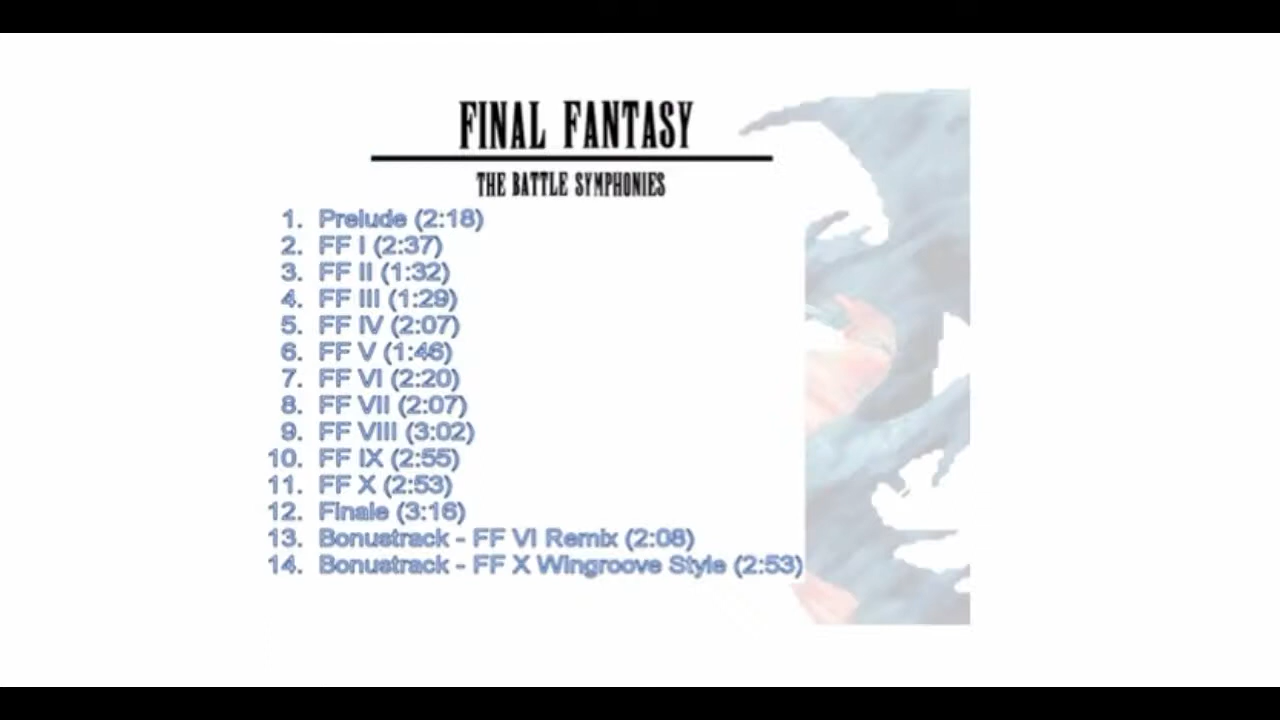 FINAL FANTASY
THE BATTLE SYMPHONIES
1. Prelude (2:18)
2. FF I (2:37)
3. FF II (1:32)
4. FF III (1:29)
5. FF IV (2:07)
6. FF V (1:46)
7. FF VI (2:20)
8. FF VII (2:07)
9. FF VIII (3:02)
10. FF IX (2:55)
11. FF X (2:53)
12. Finale (3:16)
13. Bonustrack - FF VI Remix (2:08)
14. Bonustrack - FF X Wingroove Style (2:53)